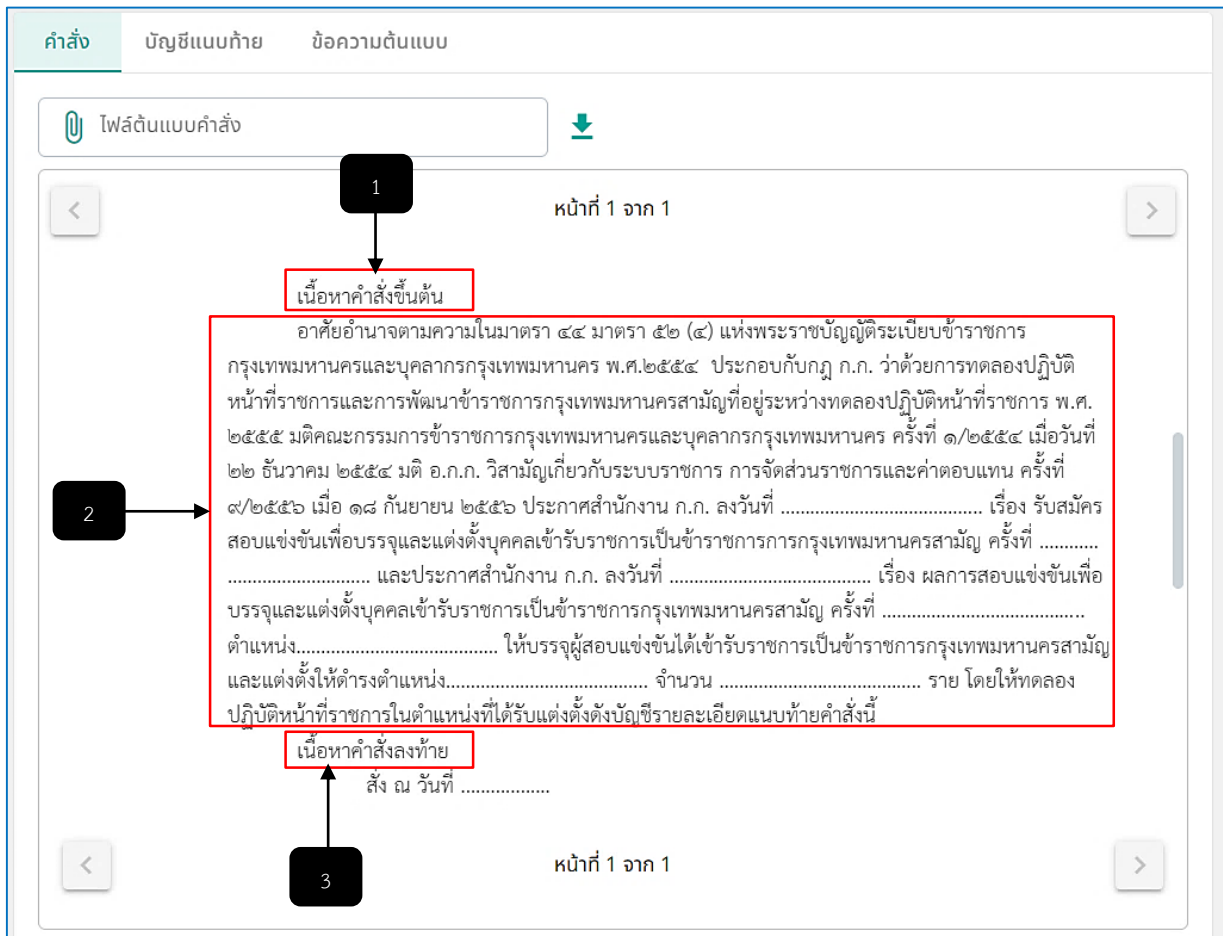 คำสั่ง บัญชีแนบท้าย ข้อความต้นแบบ
ไฟล์ต้นแบบคำสั่ง
1
หน้าที่ 1 จาก 1
เนื้อหาคำสั่งขึ้นต้น
อาศัยอำนาจตามความในมาตรา ๔๔ มาตรา ๕๒ (๔) แห่งพระราชบัญญัติระเบียบข้าราชการ
กรุงเทพมหานครและบุคลากรกรุงเทพมหานคร พ.ศ.๒๕๕๔ ประกอบกับกฎ ก.ก. ว่าด้วยการทดลองปฏิบัติ
หน้าที่ราชการและการพัฒนาข้าราชการกรุงเทพมหานครสามัญที่อยู่ระหว่างทดลองปฏิบัติหน้าที่ราชการ พ.ศ.
๒๕๕๕ มติคณะกรรมการข้าราชการกรุงเทพมหานครและบุคลากรกรุงเทพมหานคร ครั้งที่ ๑/๒๕๕๔ เมื่อวันที่
๒๒ ธันวาคม ๒๕๕๔ มติ อ.ก.ก. วิสามัญเกี่ยวกับระบบราชการ การจัดส่วนราชการและค่าตอบแทน ครั้งที่
2
๙/๒๕๕๖ เมื่อ ๑๘ กันยายน ๒๕๕๖ ประกาศสำนักงาน ก.ก. ลงวันที่ ........................................ เรื่อง รับสมัคร
สอบแข่งขันเพื่อบรรจุและแต่งตั้งบุคคลเข้ารับราชการเป็นข้าราชการการกรุงเทพมหานครสามัญ ครั้งที่ ............
............................ และประกาศสำนักงาน ก.ก. ลงวันที่ ........................................ เรื่อง ผลการสอบแข่งขันเพื่อ
บรรจุและแต่งตั้งบุคคลเข้ารับราชการเป็นข้าราชการกรุงเทพมหานครสามัญ ครั้งที่ ........................................
ตำแหน่ง........................................ ให้บรรจุผู้สอบแข่งขันได้เข้ารับราชการเป็นข้าราชการกรุงเทพมหานครสามัญ
และแต่งตั้งให้ดำรงตำแหน่ง........................................ จำนวน ........................................ ราย โดยให้ทดลอง
ปฏิบัติหน้าที่ราชการในตำแหน่งที่ได้รับแต่งตั้งดังบัญชีรายละเอียดแนบท้ายคำสั่งนี้
เนื้อหาคำสั่งลงท้าย
สั่ง ณ วันที่ ..................
หน้าที่ 1 จาก 1
3